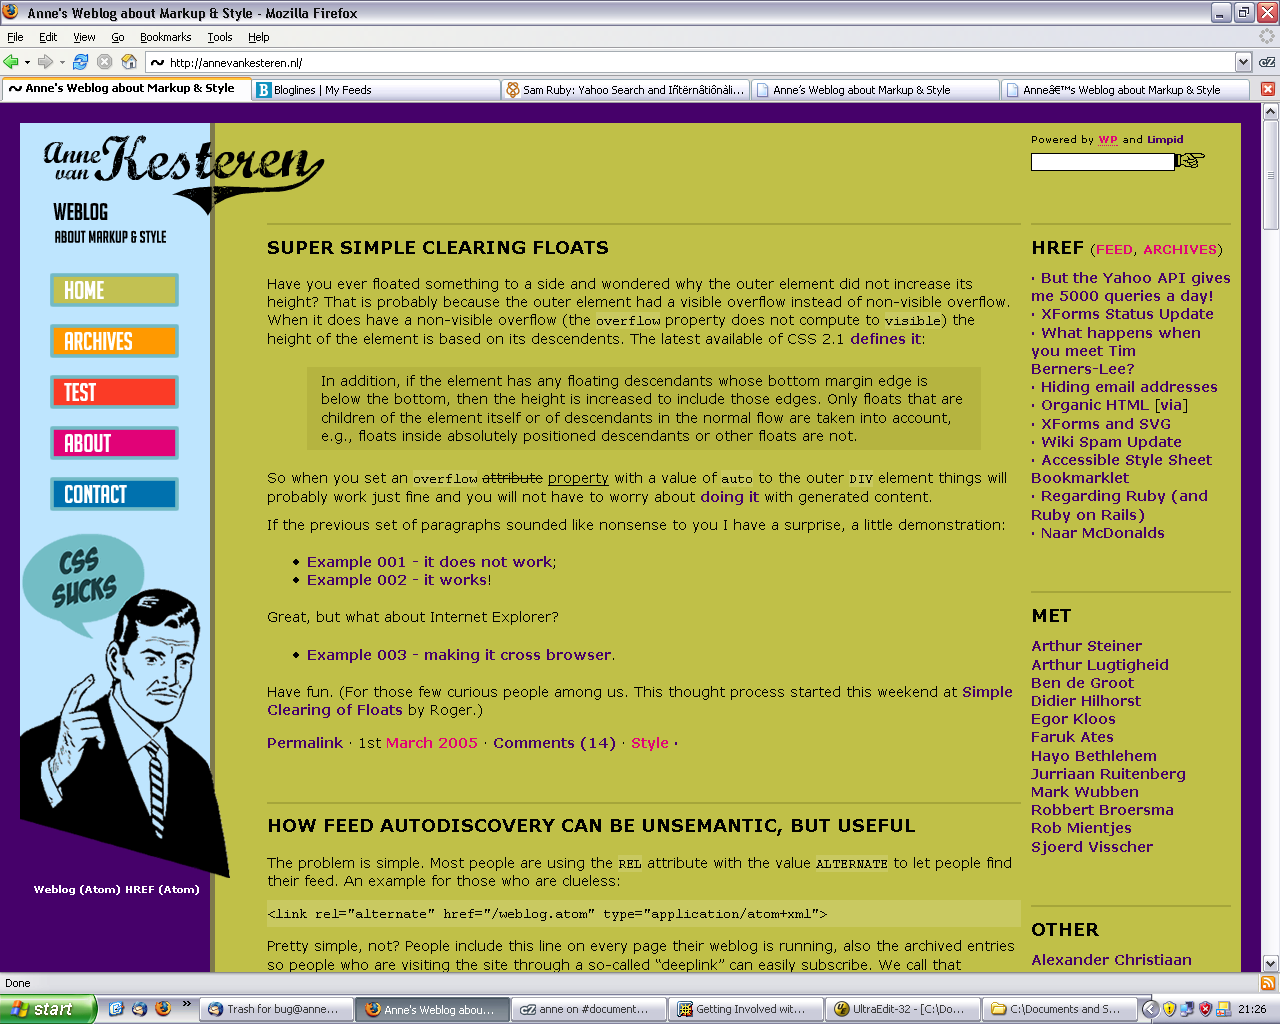 Anne's Weblog about Markup & Style - Mozilla Firefox
File Edit View Go Bookmarks Tools Help
http://annevankesteren.nl/
Anne's Weblog about Markup & Style
Bloglines | My Feeds
Sam Ruby: Yahoo Search and Iñtërnâtiônàli...
Anne’s Weblog about Markup & Style
Anneâ€™s Weblog about Markup & Style
Anne van Kesteren
WEBLOG
ABOUT MARKUP & STYLE
HOME
ARCHIVES
TEST
ABOUT
CONTACT
CSS
SUCKS
Weblog (Atom) HREF (Atom)
SUPER SIMPLE CLEARING FLOATS
Have you ever floated something to a side and wondered why the outer element did not increase its
height? That is probably because the outer element had a visible overflow instead of non-visible overflow.
When it does have a non-visible overflow (the overflow property does not compute to visible) the
height of the element is based on its descendents. The latest available of CSS 2.1 defines it:
In addition, if the element has any floating descendants whose bottom margin edge is
below the bottom, then the height is increased to include those edges. Only floats that are
children of the element itself or of descendants in the normal flow are taken into account,
e.g., floats inside absolutely positioned descendants or other floats are not.
So when you set an overflow attribute property with a value of auto to the outer DIV element things will
probably work just fine and you will not have to worry about doing it with generated content.
If the previous set of paragraphs sounded like nonsense to you I have a surprise, a little demonstration:
• Example 001 - it does not work;
• Example 002 - it works!
Great, but what about Internet Explorer?
• Example 003 - making it cross browser.
Have fun. (For those few curious people among us. This thought process started this weekend at Simple
Clearing of Floats by Roger.)
Permalink · 1st March 2005 · Comments (14) · Style ·
HOW FEED AUTODISCOVERY CAN BE UNSEMANTIC, BUT USEFUL
The problem is simple. Most people are using the REL attribute with the value ALTERNATE to let people find
their feed. An example for those who are clueless:
<link rel="alternate" href="/weblog.atom" type="application/atom+xml">
Pretty simple, not? People include this line on every page their weblog is running, also the archived entries
so people who are visiting the site through a so-called “deeplink” can easily subscribe. We call that
Powered by WP and Limpid
HREF (FEED, ARCHIVES)
· But the Yahoo API gives
me 5000 queries a day!
· XForms Status Update
· What happens when
you meet Tim
Berners-Lee?
· Hiding email addresses
· Organic HTML [via]
· XForms and SVG
· Wiki Spam Update
· Accessible Style Sheet
Bookmarklet
· Regarding Ruby (and
Ruby on Rails)
· Naar McDonalds
MET
Arthur Steiner
Arthur Lugtigheid
Ben de Groot
Didier Hilhorst
Egor Kloos
Faruk Ates
Hayo Bethlehem
Jurriaan Ruitenberg
Mark Wubben
Robbert Broersma
Rob Mientjes
Sjoerd Visscher
OTHER
Alexander Christiaan
Done
start
Trash for bug@anne...
Anne's Weblog abou...
anne on #document...
Getting Involved wit...
UltraEdit-32 - [C:\Do...
C:\Documents and S...
21:26